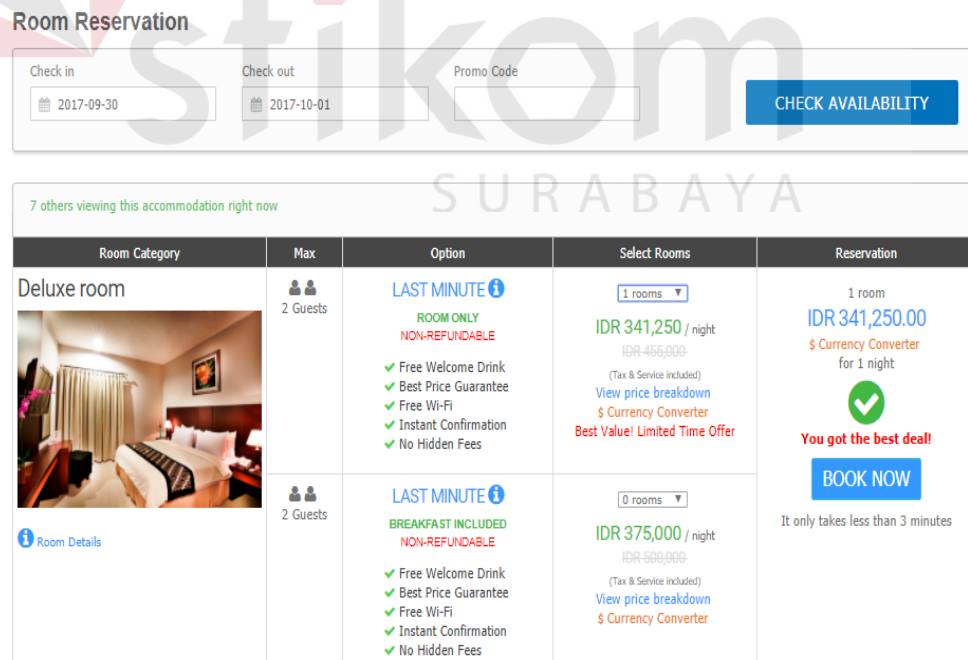 stikom
SURABAYA
Room Reservation
Check in
Check out
Promo Code
2017-09-30
2017-10-01
CHECK AVAILABILITY
7 others viewing this accommodation right now
Room Category
Max
Option
Select Rooms
Reservation
Deluxe room
Room Details
2 Guests
LAST MINUTE
ROOM ONLY
NON-REFUNDABLE
Free Welcome Drink
Best Price Guarantee
Free Wi-Fi
Instant Confirmation
No Hidden Fees
1 rooms
IDR 341,250 / night
IDR 455,000
(Tax & Service included)
View price breakdown
$ Currency Converter
Best Value! Limited Time Offer
1 room
IDR 341,250.00
$ Currency Converter
for 1 night
You got the best deal!
BOOK NOW
It only takes less than 3 minutes
2 Guests
LAST MINUTE
BREAKFAST INCLUDED
NON-REFUNDABLE
Free Welcome Drink
Best Price Guarantee
Free Wi-Fi
Instant Confirmation
No Hidden Fees
0 rooms
IDR 375,000 / night
IDR 500,000
(Tax & Service included)
View price breakdown
$ Currency Converter